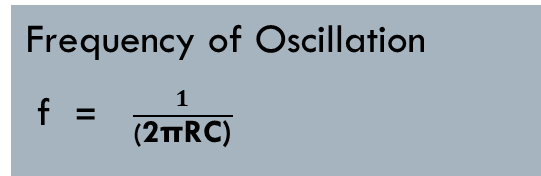 Frequency of Oscillation
f = 1
(2πRC)